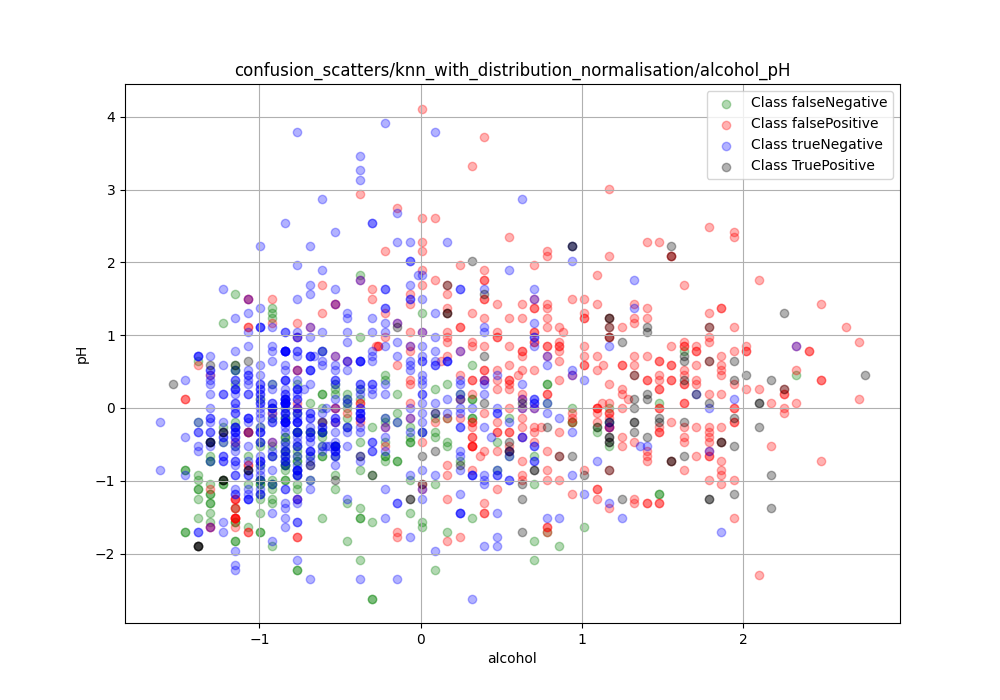 confusion_scatters/knn_with_distribution_normalisation/alcohol_pH
Class falseNegative
Class falsePositive
Class trueNegative
Class TruePositive
4
3
2
1
0
−1
−2
pH
−1
0
1
2
alcohol